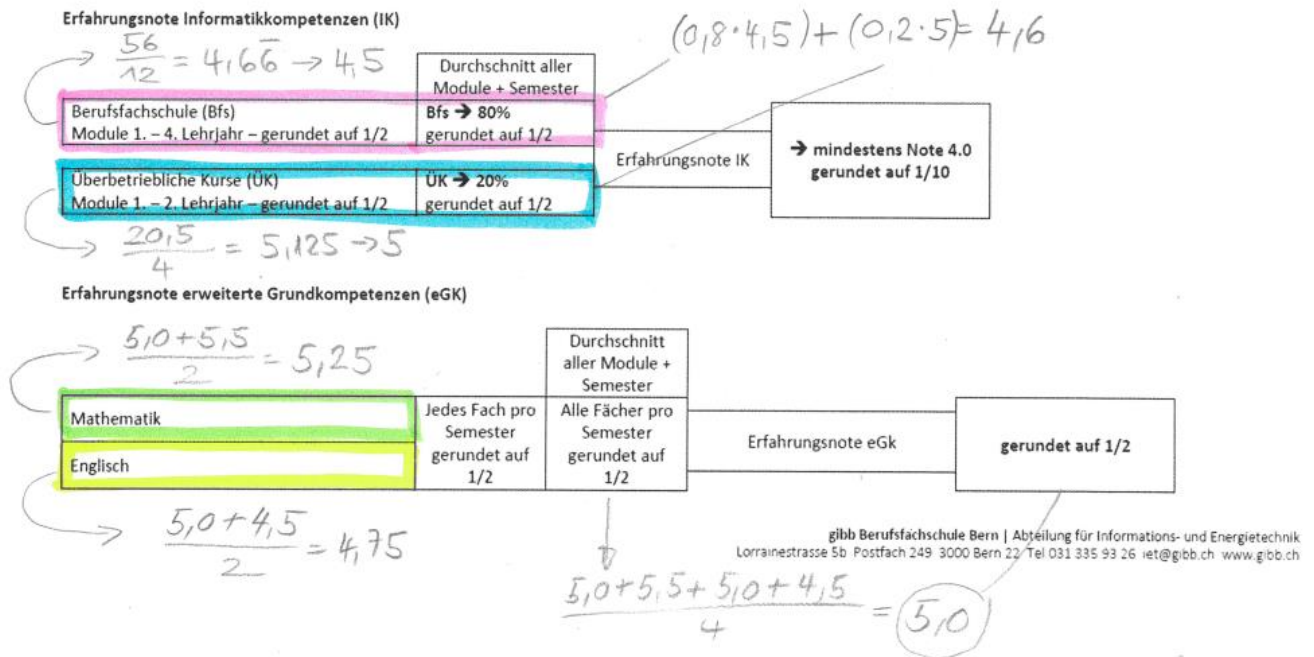 Erfahrungsnote Informatikkompetenzen (IK)
56/12 = 4,66 → 4,5
(0,8·4,5)+(0,2·5)=4,6
Durchschnitt aller
Module + Semester
Berufsfachschule (Bfs)
Module 1. – 4. Lehrjahr – gerundet auf 1/2
Bfs ➔ 80%
gerundet auf 1/2
Überbetriebliche Kurse (ÜK)
Module 1. – 2. Lehrjahr – gerundet auf 1/2
ÜK ➔ 20%
gerundet auf 1/2
Erfahrungsnote IK
➔ mindestens Note 4.0
gerundet auf 1/10
20,5/4 = 5,125 → 5
Erfahrungsnote erweiterte Grundkompetenzen (eGK)
5,0+5,5/2 = 5,25
Durchschnitt
aller Module +
Semester
Mathematik
Englisch
Jedes Fach pro
Semester
gerundet auf
1/2
Alle Fächer pro
Semester
gerundet auf
1/2
Erfahrungsnote eGk
gerundet auf 1/2
5,0+4,5/2 = 4,75
gibb Berufsfachschule Bern | Abteilung für Informations- und Energietechnik
Lorrainestrasse 5b Postfach 249 3000 Bern 22 Tel 031 335 93 26 iet@gibb.ch www.gibb.ch
5,0+5,5+5,0+4,5/4 = 5,0